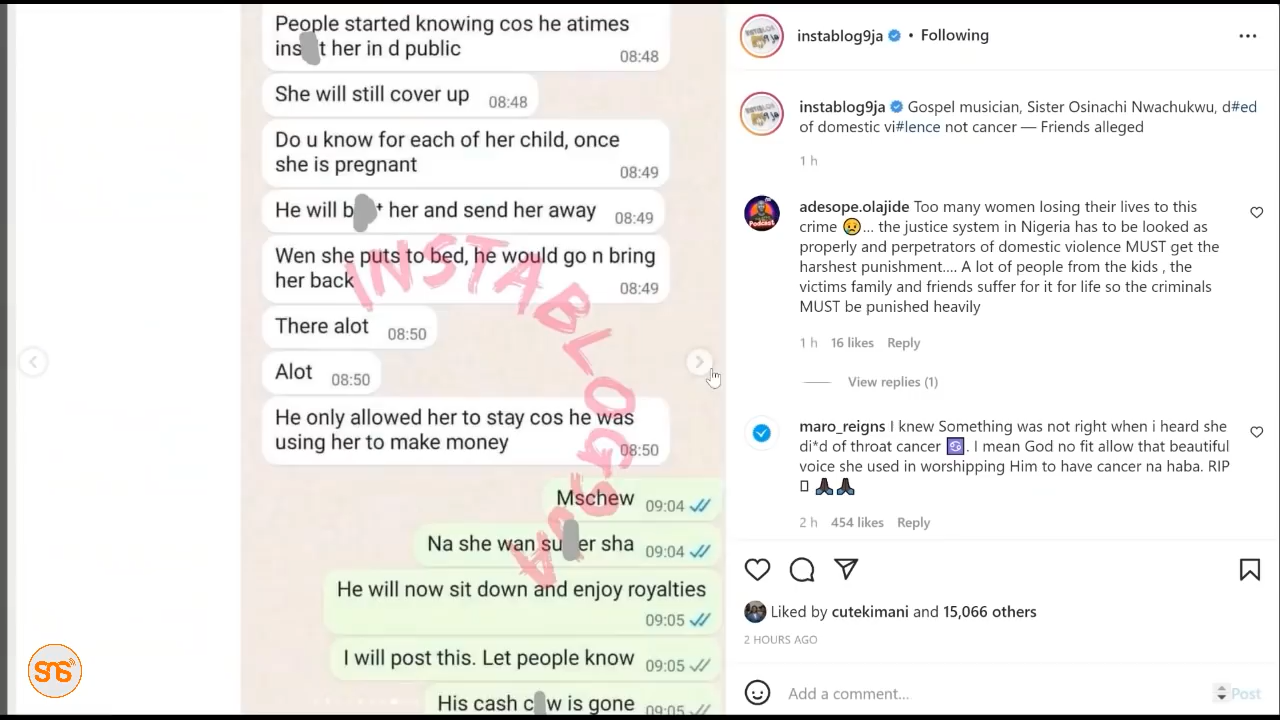 People started knowing cos he atimes
ins t her in d public
08:48
She will still cover up
08:48
Do u know for each of her child, once
she is pregnant
08:49
He will b t her and send her away
08:49
Wen she puts to bed, he would go n bring
her back
08:49
There alot
08:50
Alot
08:50
He only allowed her to stay cos he was
using her to make money
08:50
Mschew
09:04
Na she wan su er sha
09:04
He will now sit down and enjoy royalties
09:05
I will post this. Let people know
09:05
His cash c w is gone
09:05
INSTABLOG9JA
SNS
instablog9ja • Following
instablog9ja Gospel musician, Sister Osinachi Nwachukwu, d#ed
of domestic vi#lence not cancer — Friends alleged
1 h
adesope.olajide Too many women losing their lives to this
crime 😥... the justice system in Nigeria has to be looked as
properly and perpetrators of domestic violence MUST get the
harshest punishment.... A lot of people from the kids , the
victims family and friends suffer for it for life so the criminals
MUST be punished heavily
1 h 16 likes Reply
View replies (1)
maro_reigns I knew Something was not right when i heard she
di*d of throat cancer ♋. I mean God no fit allow that beautiful
voice she used in worshipping Him to have cancer na haba. RIP
🙏🏿🙏🏿
2 h 454 likes Reply
Liked by cutekimani and 15,066 others
2 HOURS AGO
Add a comment...
Post